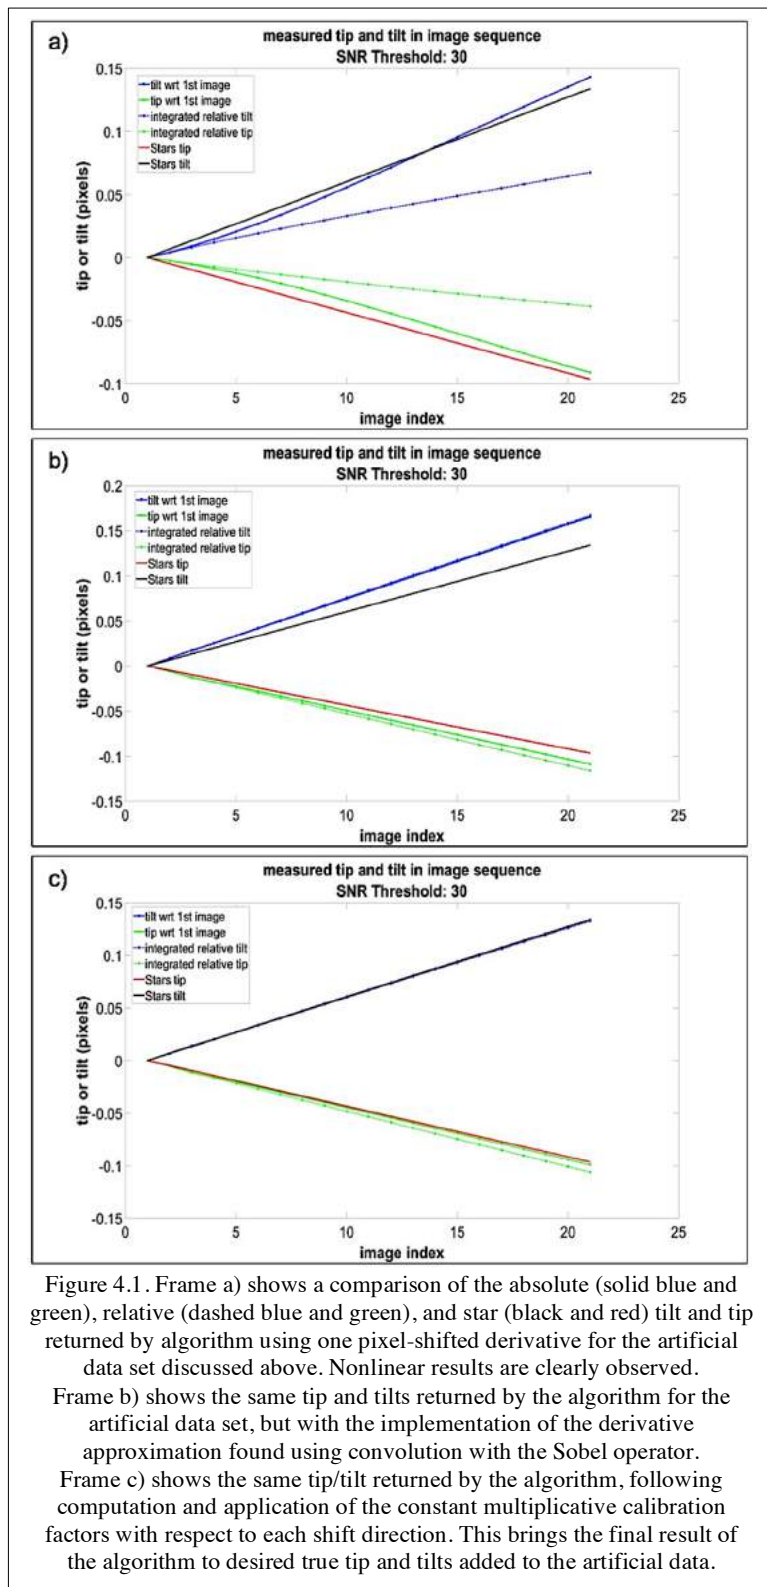 a)
measured tip and tilt in image sequence
SNR Threshold: 30
tilt wrt 1st image
tip wrt 1st image
integrated relative tilt
integrated relative tip
Stars tip
Stars tilt
tip or tilt (pixels)
0.15
0.1
0.05
0
-0.05
-0.1
0
5
10
15
20
25
image index
b)
measured tip and tilt in image sequence
SNR Threshold: 30
tilt wrt 1st image
tip wrt 1st image
integrated relative tilt
integrated relative tip
Stars tip
Stars tilt
tip or tilt (pixels)
0.2
0.15
0.1
0.05
0
-0.05
-0.1
-0.15
0
5
10
15
20
25
image index
c)
measured tip and tilt in image sequence
SNR Threshold: 30
tilt wrt 1st image
tip wrt 1st image
integrated relative tilt
integrated relative tip
Stars tip
Stars tilt
tip or tilt (pixels)
0.15
0.1
0.05
0
-0.05
-0.1
-0.15
0
5
10
15
20
25
image index
Figure 4.1. Frame a) shows a comparison of the absolute (solid blue and
green), relative (dashed blue and green), and star (black and red) tilt and tip
returned by algorithm using one pixel-shifted derivative for the artificial
data set discussed above. Nonlinear results are clearly observed.
Frame b) shows the same tip and tilts returned by the algorithm for the
artificial data set, but with the implementation of the derivative
approximation found using convolution with the Sobel operator.
Frame c) shows the same tip/tilt returned by the algorithm, following
computation and application of the constant multiplicative calibration
factors with respect to each shift direction. This brings the final result of
the algorithm to desired true tip and tilts added to the artificial data.